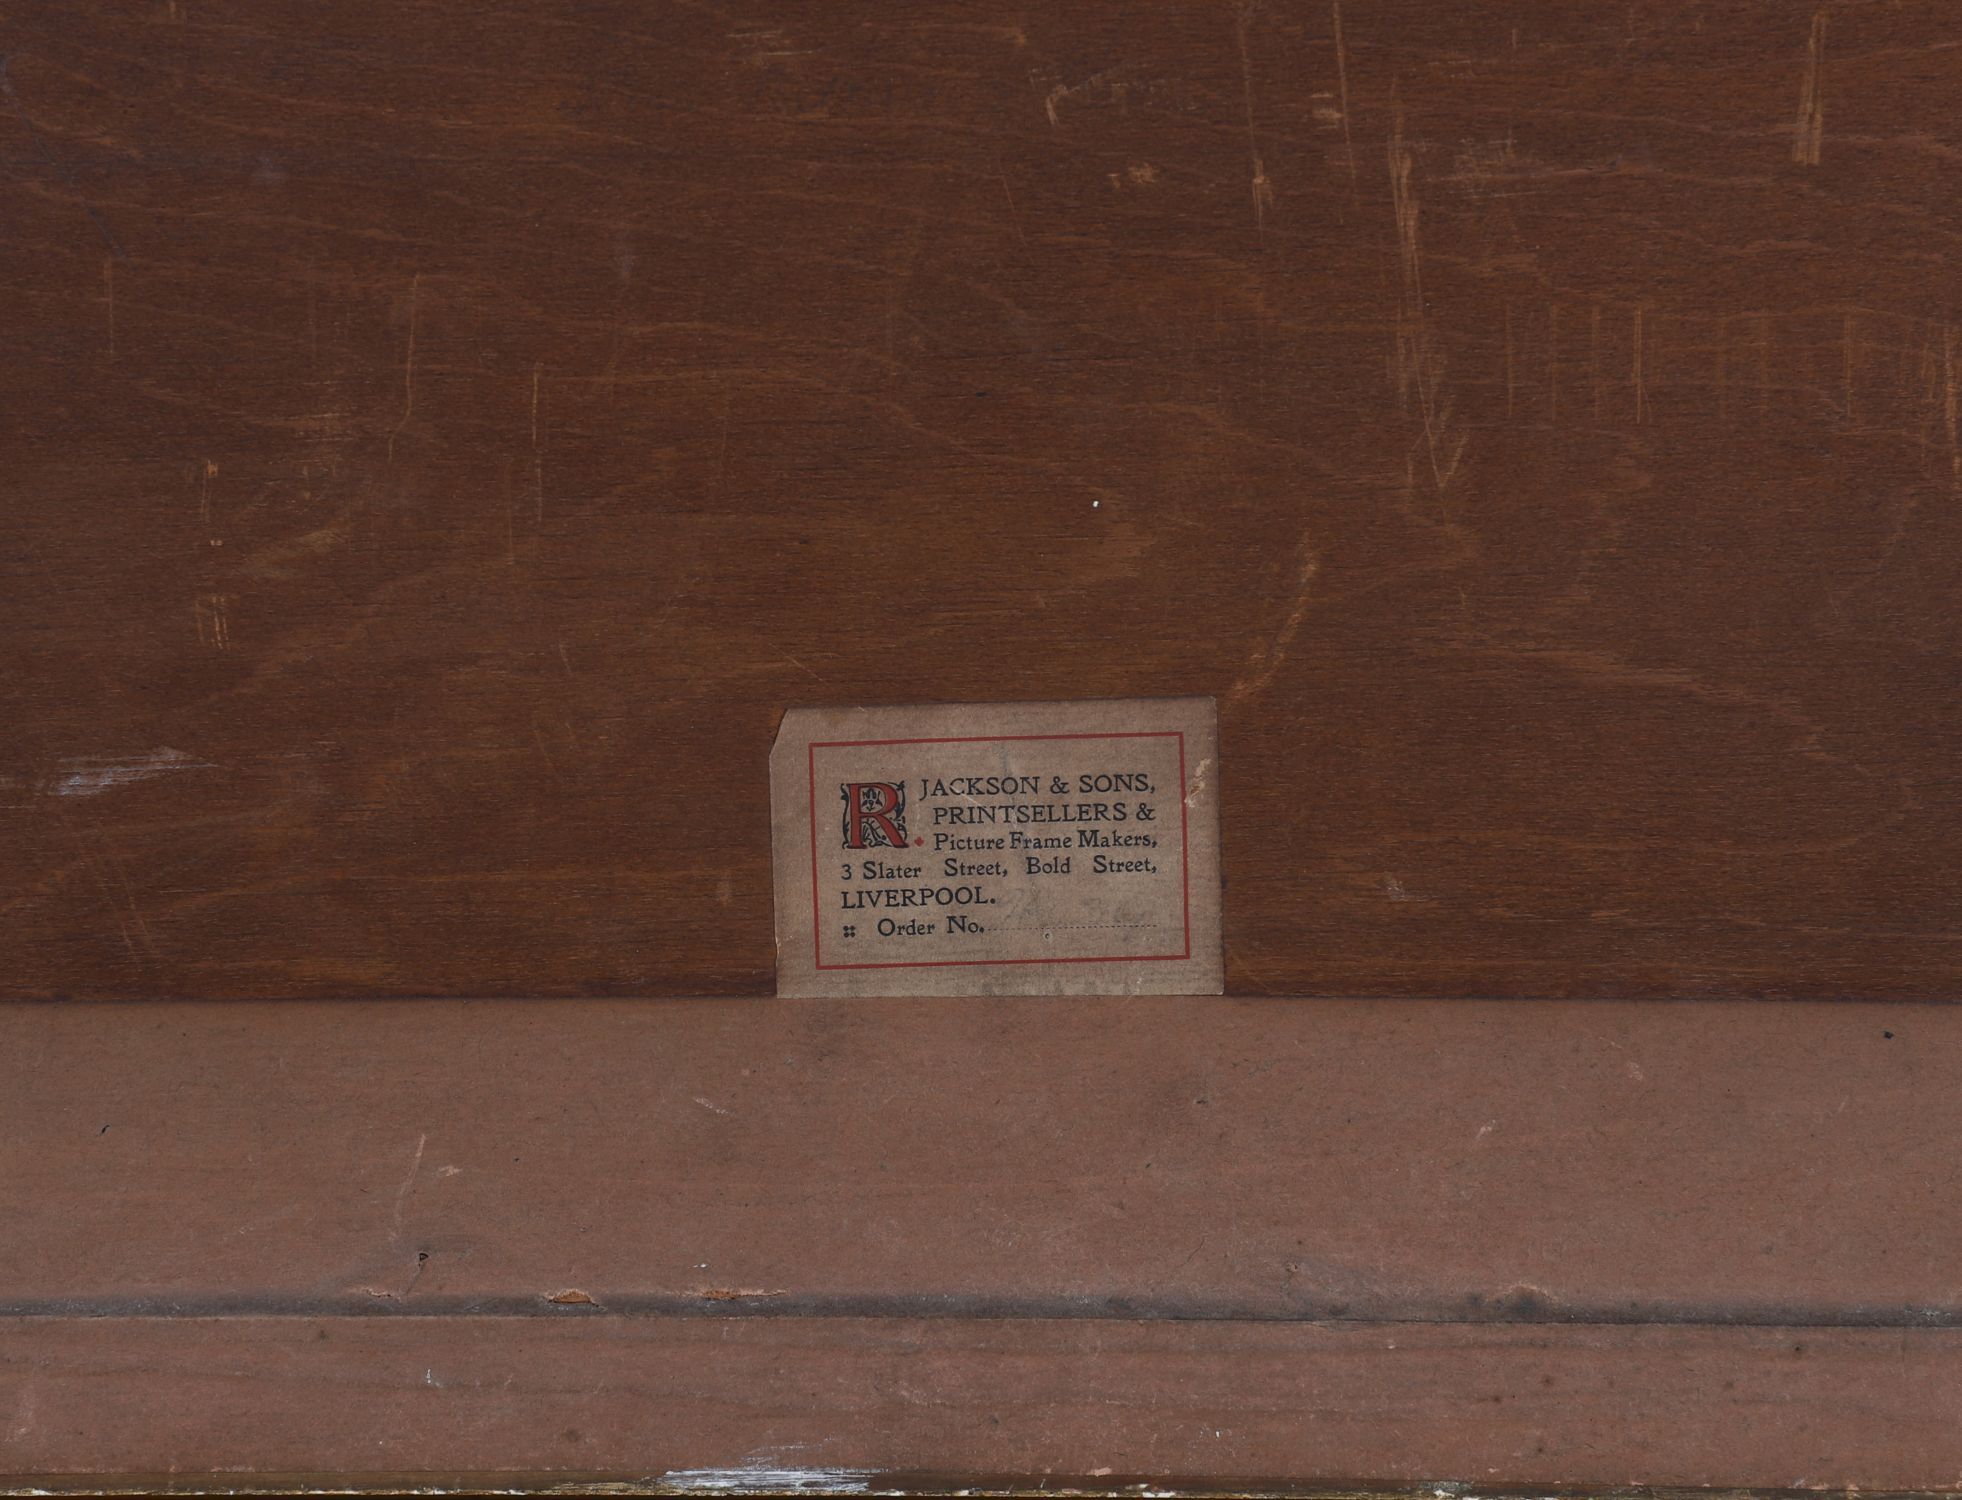 R. JACKSON & SONS,
PRINTSELLERS &
Picture Frame Makers,
3 Slater Street, Bold Street,
LIVERPOOL.
Order No.